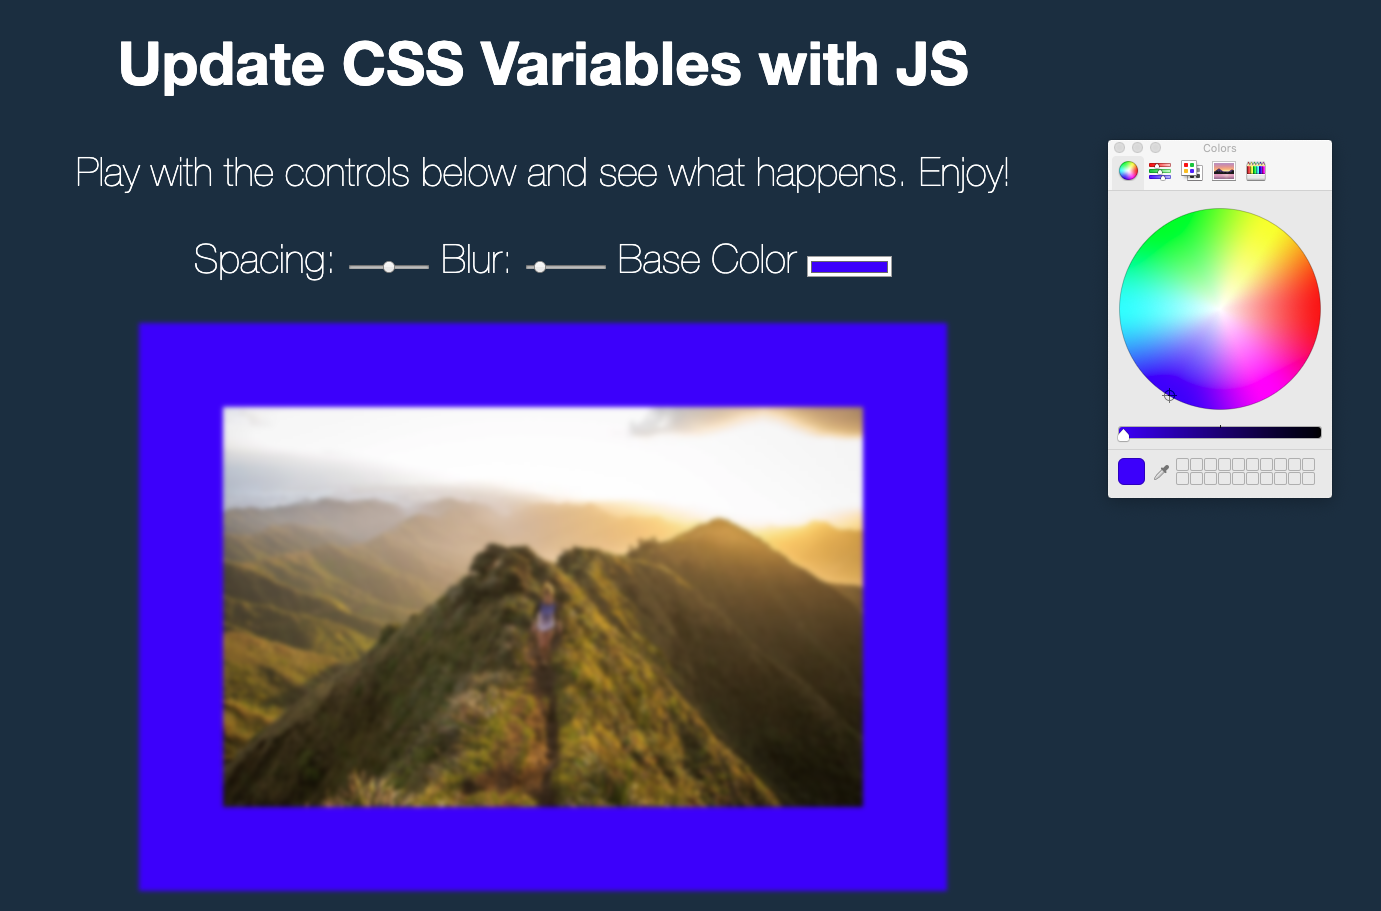 Update CSS Variables with JS
Play with the controls below and see what happens. Enjoy!
Spacing: Blur: Base Color
Colors